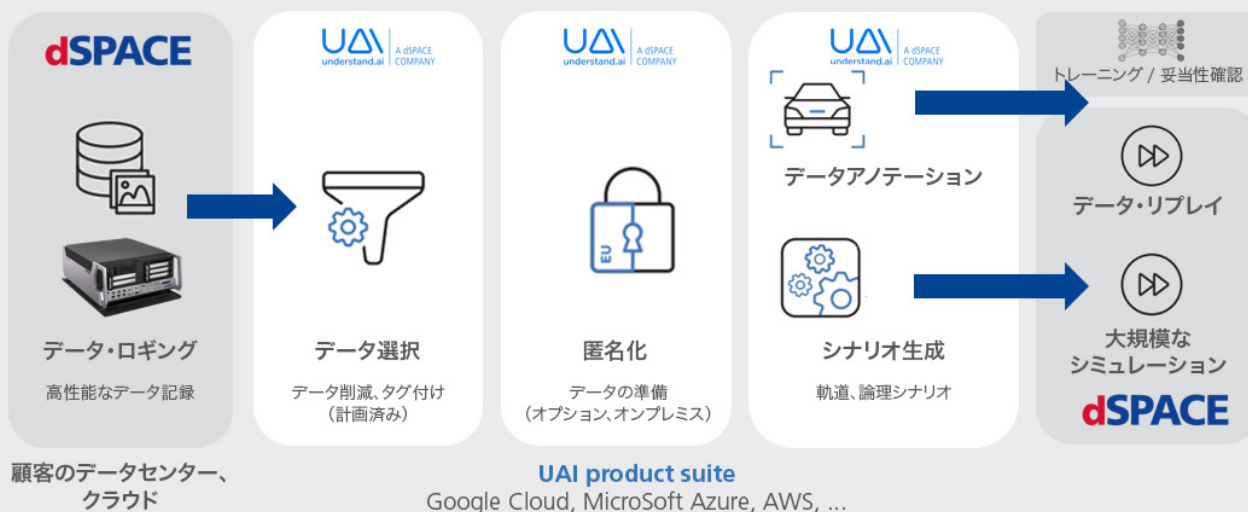 dSPACE
データ・ロギング
高性能なデータ記録
顧客のデータセンター、
クラウド
UAI
understand.ai
A dSPACE
COMPANY
データ選択
データ削減、タグ付け
(計画済み)
UAI
understand.ai
A dSPACE
COMPANY
EU
匿名化
データの準備
(オプション、オンプレミス)
UAI
understand.ai
A dSPACE
COMPANY
データアノテーション
シナリオ生成
軌道、論理シナリオ
UAI product suite
Google Cloud, MicroSoft Azure, AWS, ...
トレーニング / 妥当性確認
データ・リプレイ
大規模な
シミュレーション
dSPACE